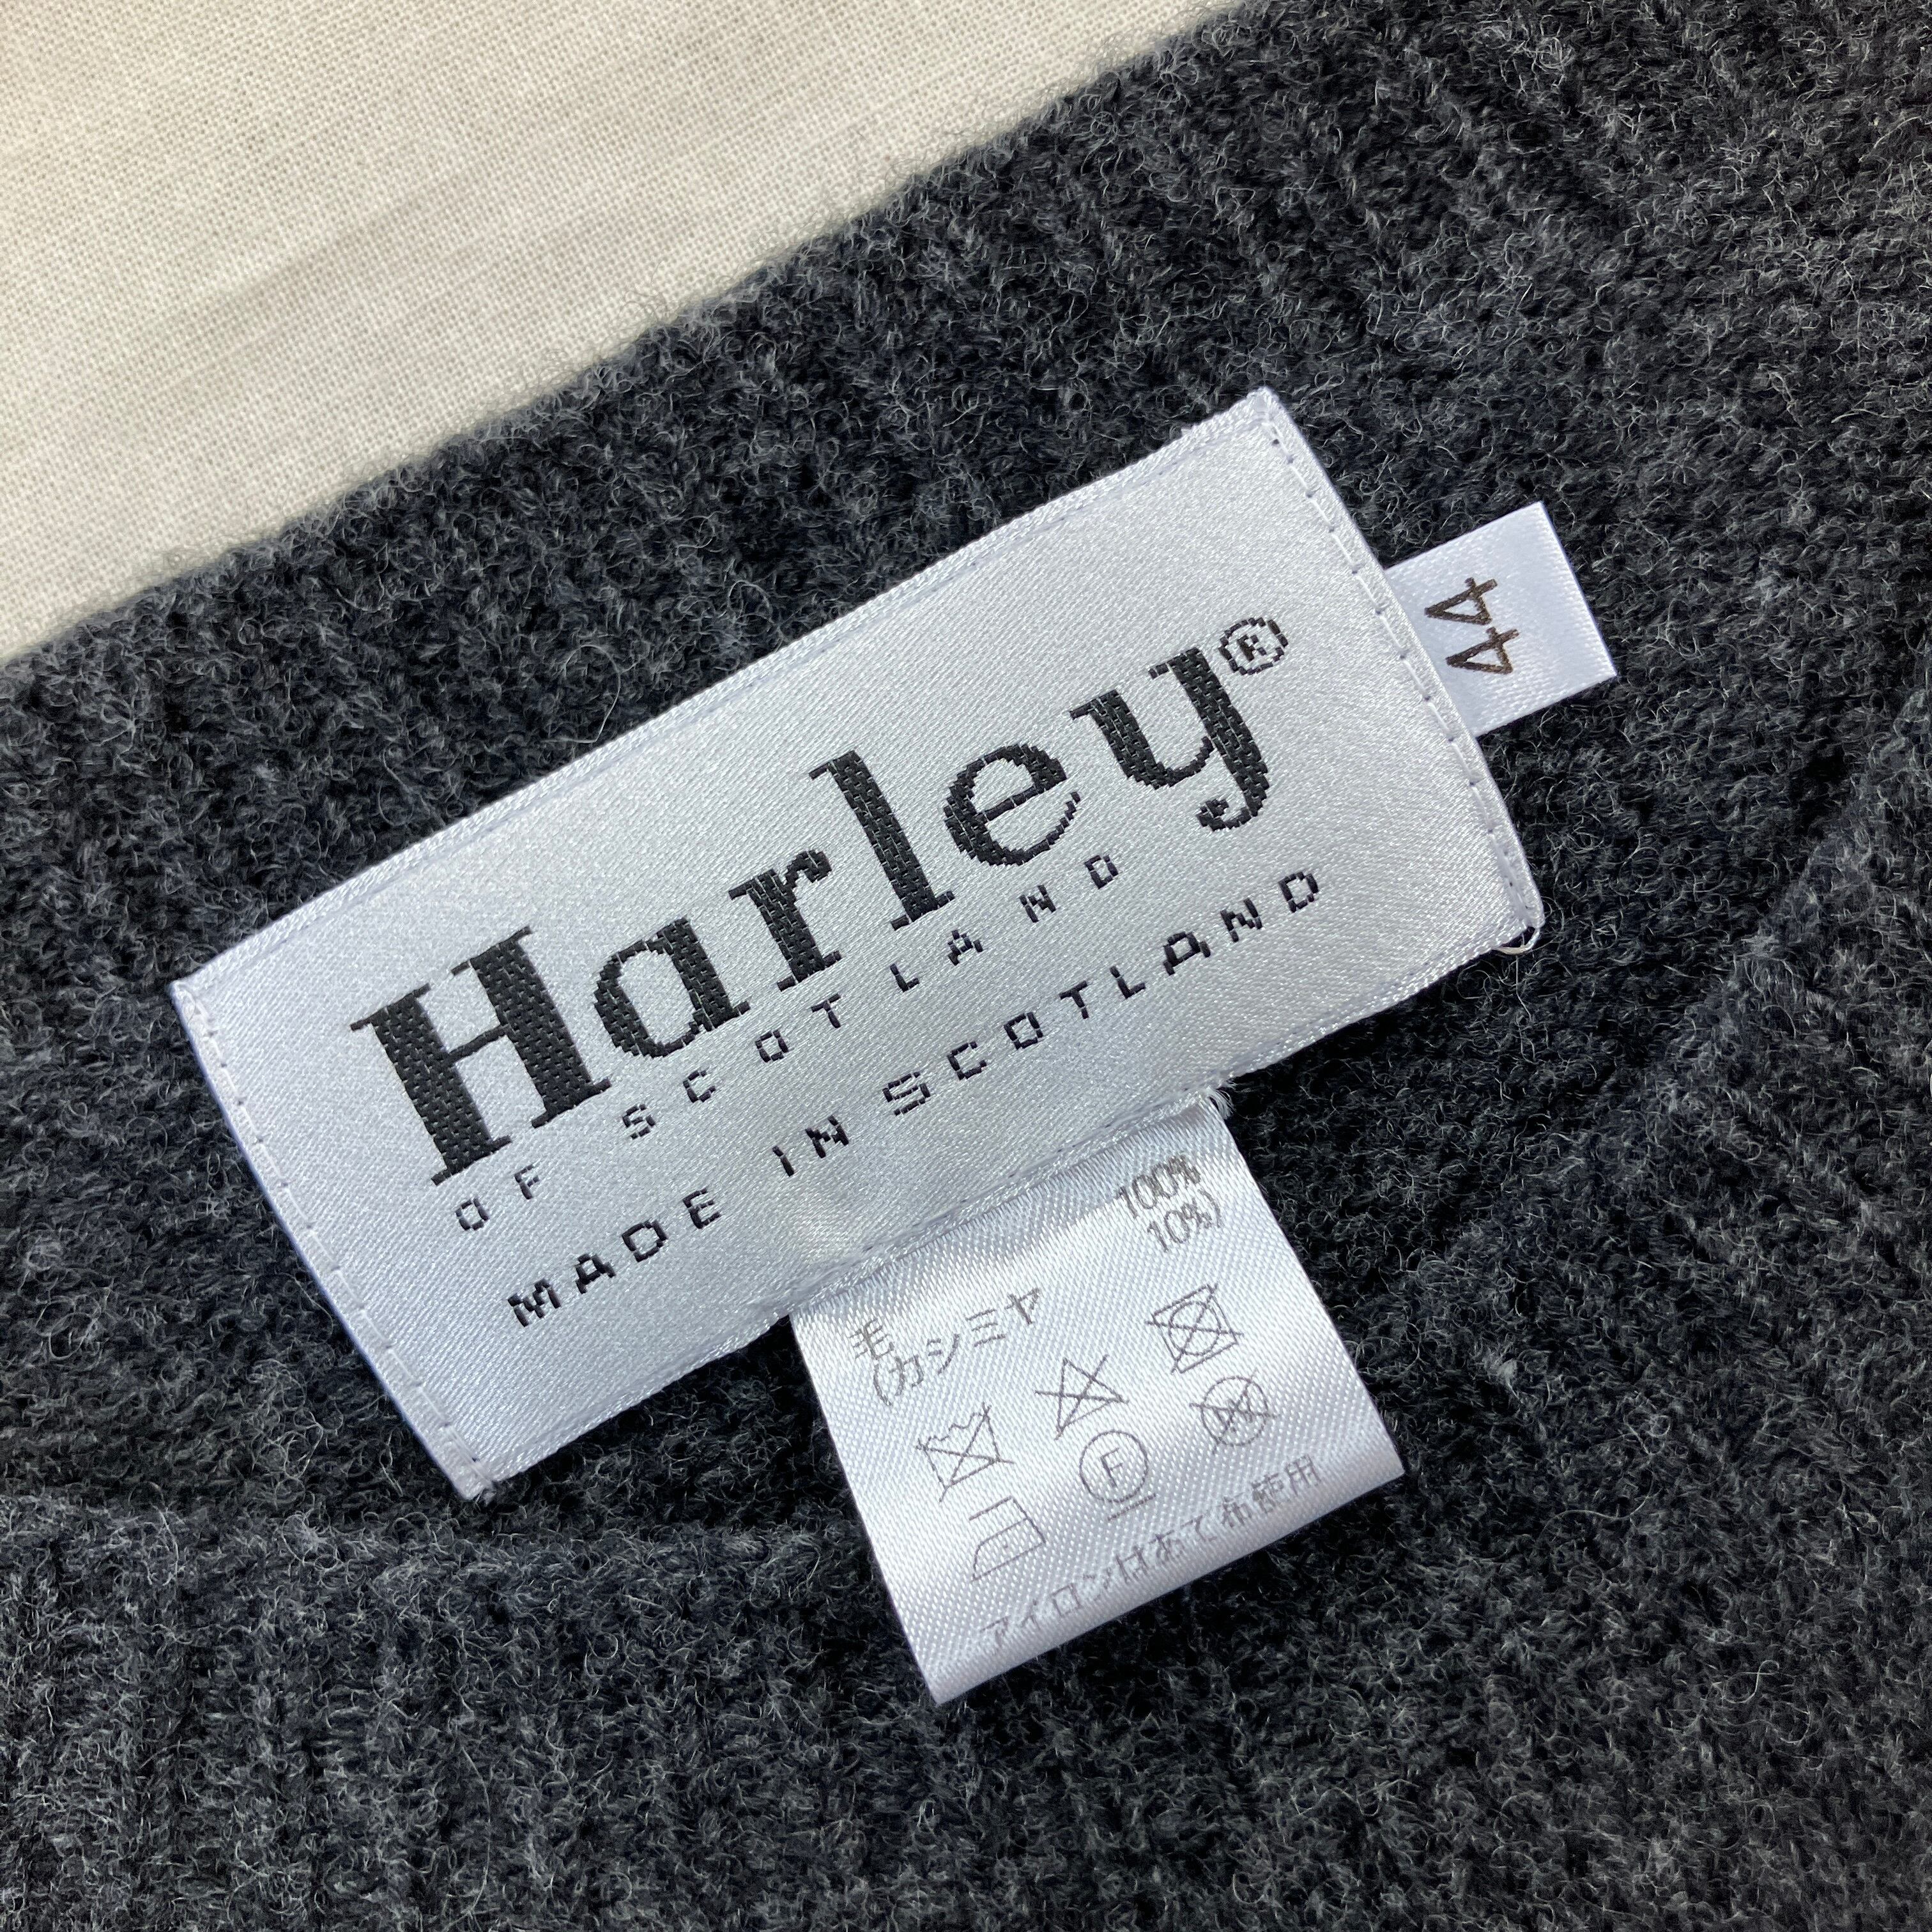 Harley®
OF SCOTLAND
MADE IN SCOTLAND
44
毛 100%
(カシミヤ 10%)
F
W
アイロンはあて布使用